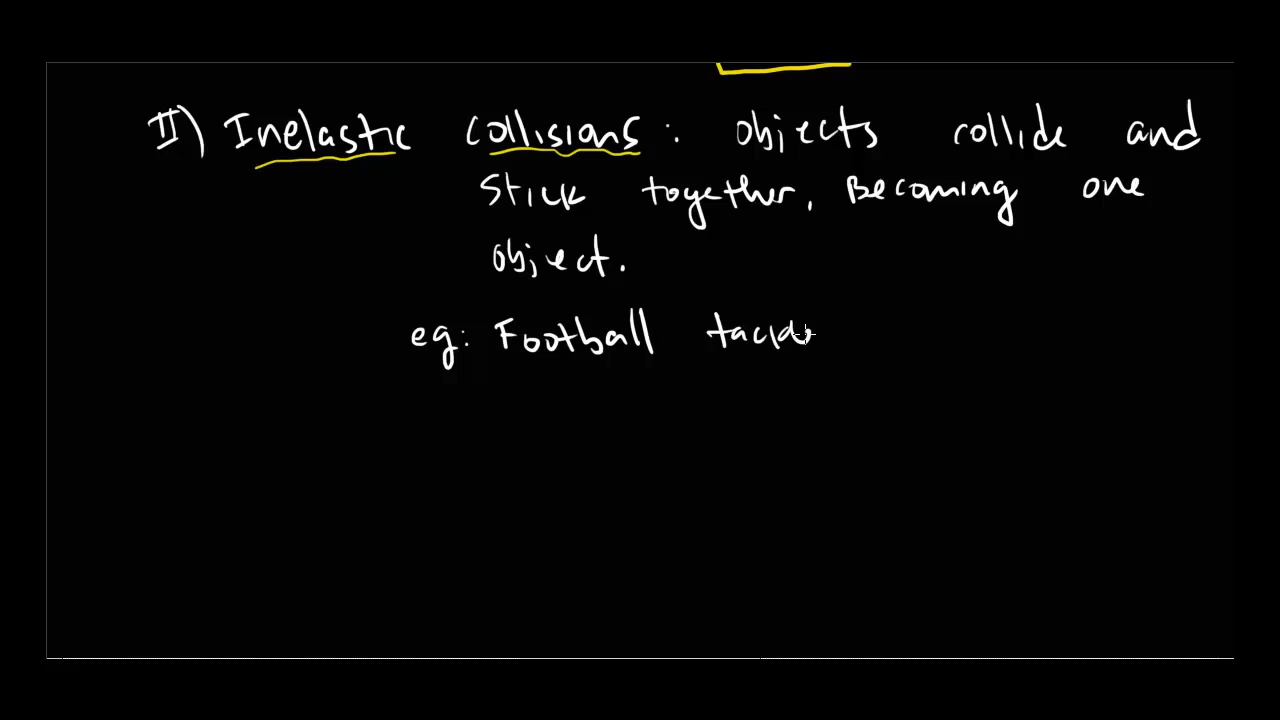 II) Inelastic collisions: objects collide and
stick together, Becoming one
object.
eg: Football